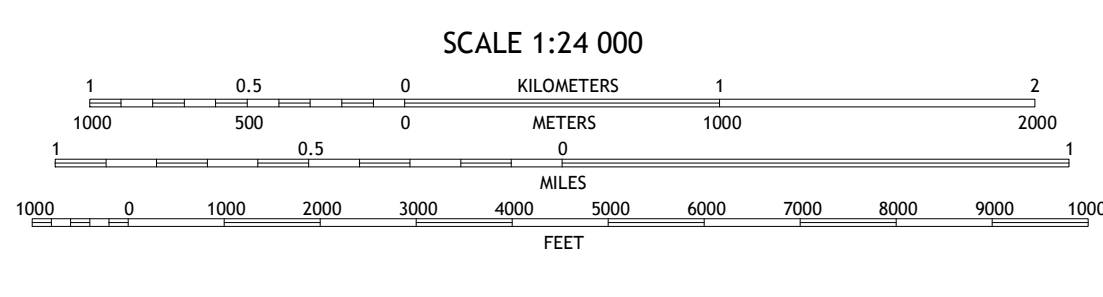 SCALE 1:24 000
1 0.5 0 KILOMETERS 1 2
1000 500 0 METERS 1000 2000
1 0.5 0 1
MILES
1000 0 1000 2000 3000 4000 5000 6000 7000 8000 9000 1000
FEET